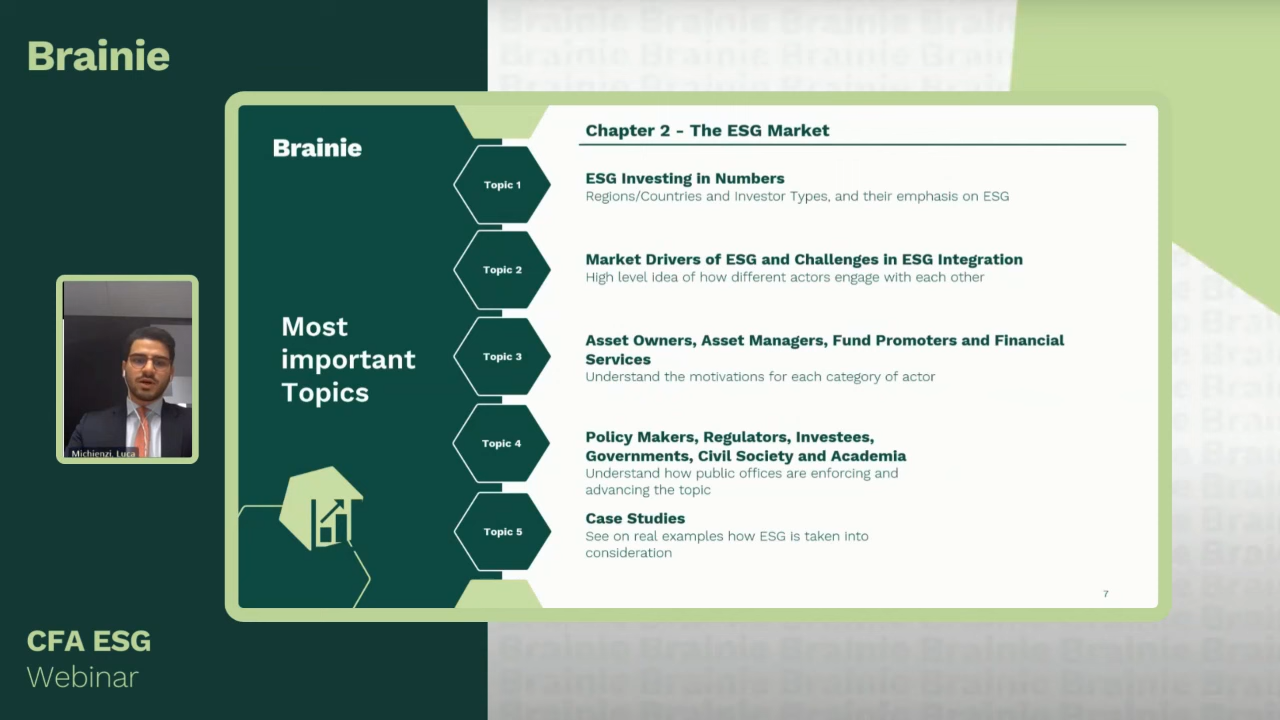 Brainie
Brainie
Most
important
Topics
Chapter 2 - The ESG Market
Topic 1
ESG Investing in Numbers
Regions/Countries and Investor Types, and their emphasis on ESG
Topic 2
Market Drivers of ESG and Challenges in ESG Integration
High level idea of how different actors engage with each other
Topic 3
Asset Owners, Asset Managers, Fund Promoters and Financial
Services
Understand the motivations for each category of actor
Topic 4
Policy Makers, Regulators, Investees,
Governments, Civil Society and Academia
Understand how public offices are enforcing and
advancing the topic
Topic 5
Case Studies
See on real examples how ESG is taken into
consideration
7
Michienzi, Luca
CFA ESG
Webinar